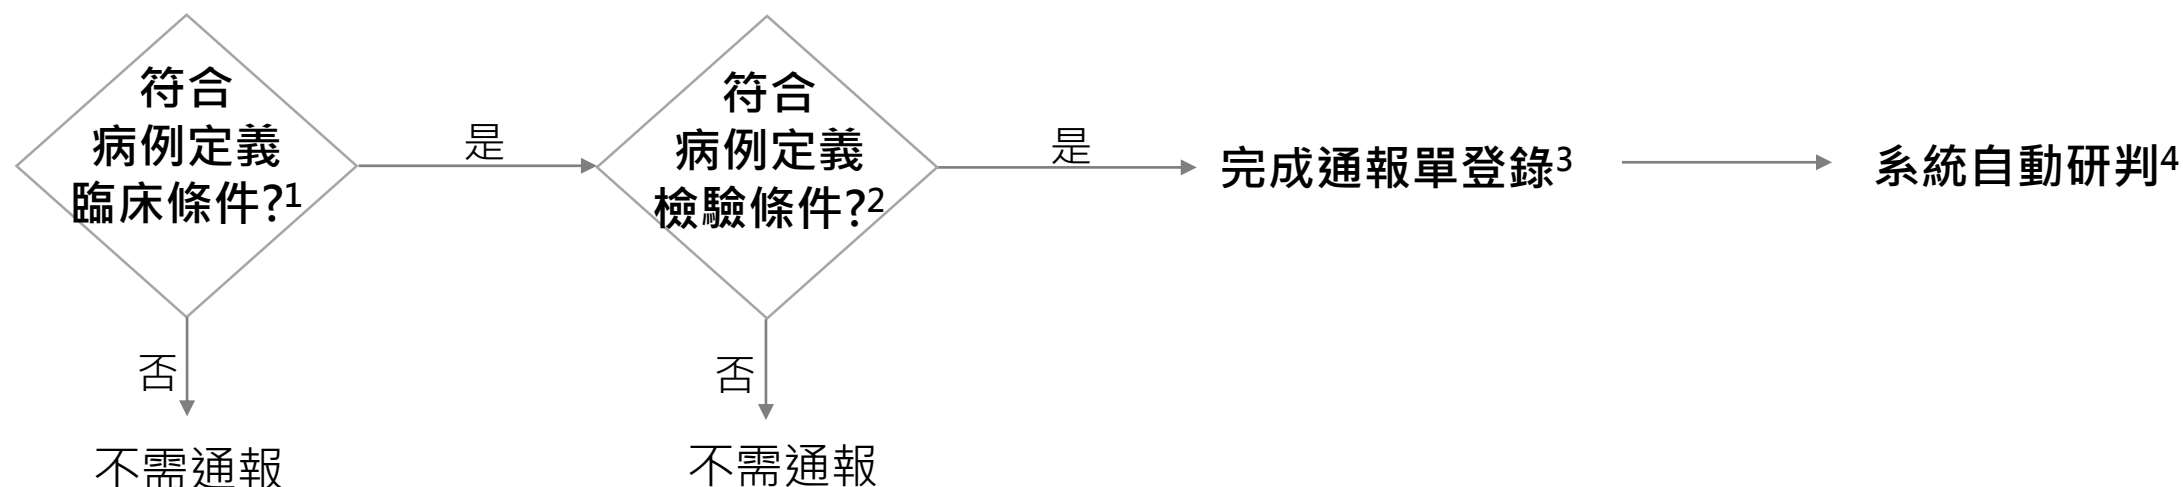 符合
病例定義
臨床條件?1
是
符合
病例定義
檢驗條件?2
是
完成通報單登錄3
系統自動研判4
否
否
不需通報
不需通報